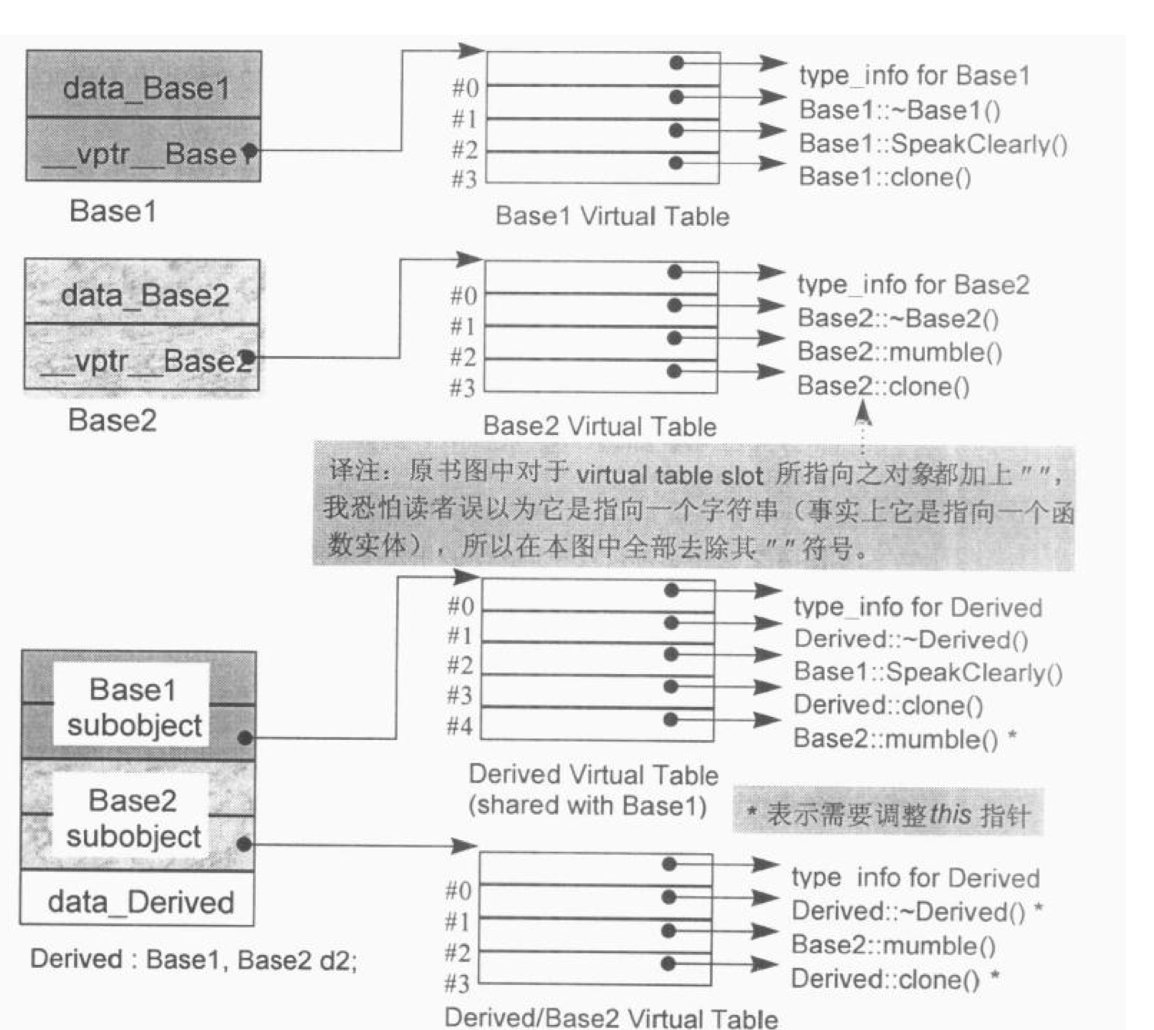 data_Base1
__vptr__Base1
Base1
#0
#1
#2
#3
type_info for Base1
Base1::~Base1()
Base1::SpeakClearly()
Base1::clone()
Base1 Virtual Table
data_Base2
__vptr__Base2
Base2
#0
#1
#2
#3
type_info for Base2
Base2::~Base2()
Base2::mumble()
Base2::clone()
Base2 Virtual Table
译注：原书图中对于 virtual table slot 所指向之对象都加上 " "，
我恐怕读者误以为它是指向一个字符串（事实上它是指向一个函
数实体），所以在本图中全部去除其 " " 符号。
Base1
subobject
Base2
subobject
data_Derived
Derived : Base1, Base2 d2;
#0
#1
#2
#3
#4
type_info for Derived
Derived::~Derived()
Base1::SpeakClearly()
Derived::clone()
Base2::mumble() *
Derived Virtual Table
(shared with Base1)
* 表示需要调整this 指针
#0
#1
#2
#3
type info for Derived
Derived::~Derived() *
Base2::mumble()
Derived::clone() *
Derived/Base2 Virtual Table